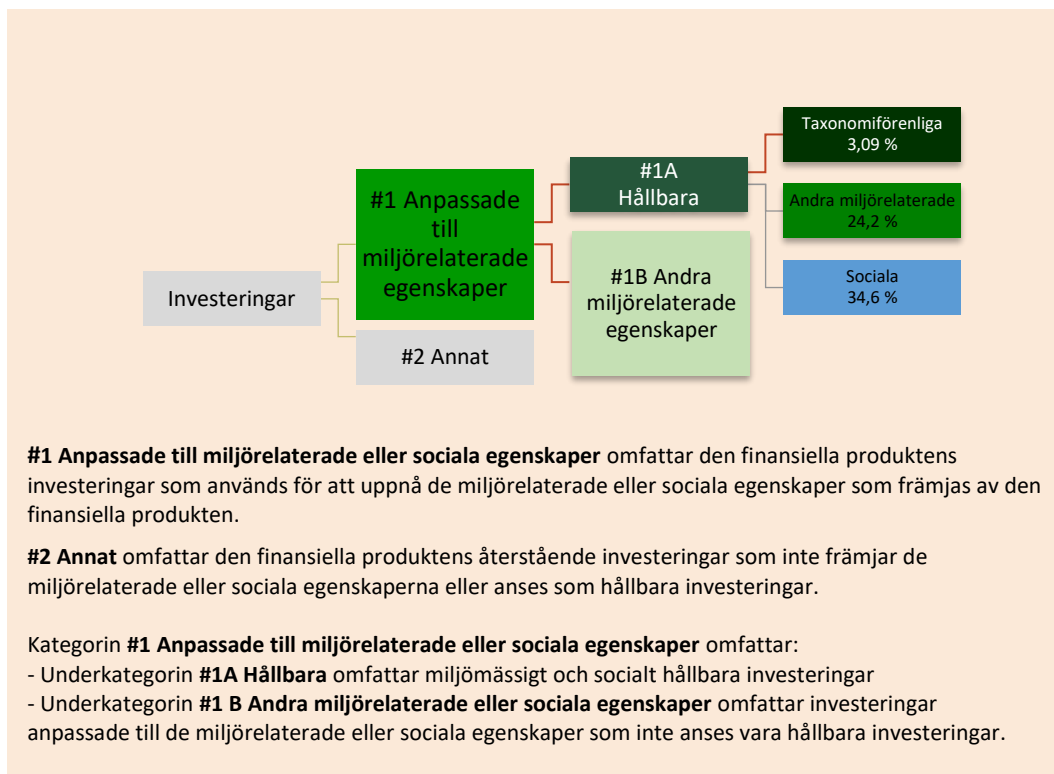 Taxonomiförenliga
3,09 %
#1A
Hållbara
#1 Anpassade
till
miljörelaterade
egenskaper
Andra miljörelaterade
24,2 %
#1B Andra
miljörelaterade
egenskaper
Sociala
34,6 %
Investeringar
#2 Annat
#1 Anpassade till miljörelaterade eller sociala egenskaper omfattar den finansiella produktens
investeringar som används för att uppnå de miljörelaterade eller sociala egenskaper som främjas av den
finansiella produkten.
#2 Annat omfattar den finansiella produktens återstående investeringar som inte främjar de
miljörelaterade eller sociala egenskaperna eller anses som hållbara investeringar.
Kategorin #1 Anpassade till miljörelaterade eller sociala egenskaper omfattar:
- Underkategorin #1A Hållbara omfattar miljömässigt och socialt hållbara investeringar
- Underkategorin #1 B Andra miljörelaterade eller sociala egenskaper omfattar investeringar
anpassade till de miljörelaterade eller sociala egenskaper som inte anses vara hållbara investeringar.